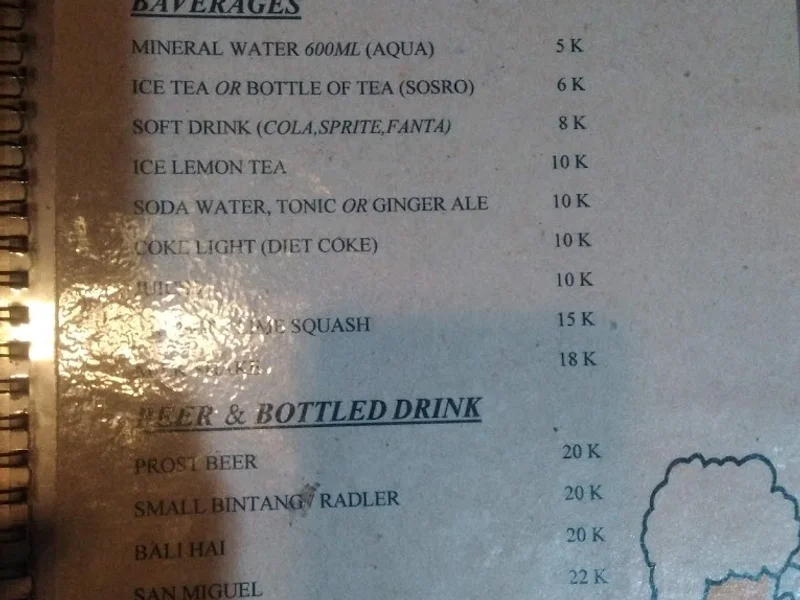 BAVERAGES
MINERAL WATER 600ML (AQUA) 5 K
ICE TEA OR BOTTLE OF TEA (SOSRO) 6 K
SOFT DRINK (COLA,SPRITE,FANTA) 8 K
ICE LEMON TEA 10 K
SODA WATER, TONIC OR GINGER ALE 10 K
COKE LIGHT (DIET COKE) 10 K
10 K
SQUASH 15 K
SHAKE 18 K
BEER & BOTTLED DRINK
PROST BEER 20 K
SMALL BINTANG / RADLER 20 K
BALI HAI 20 K
SAN MIGUEL 22 K